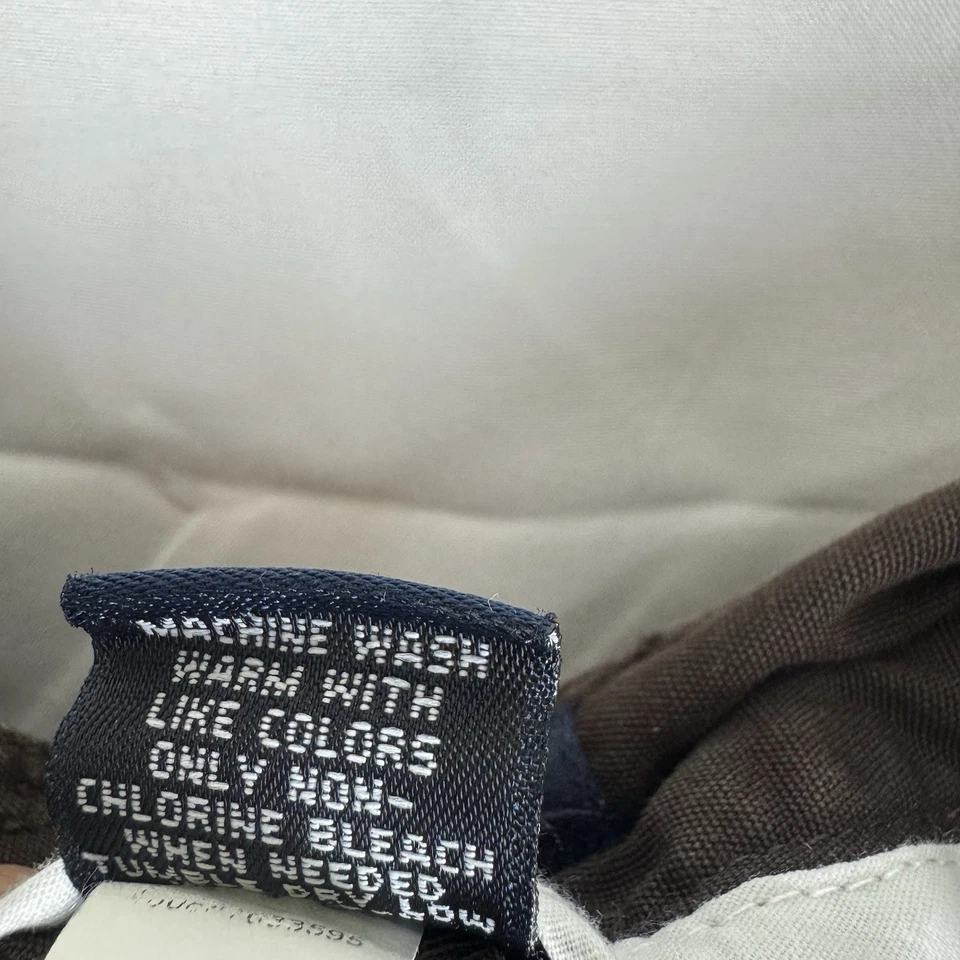 MACHINE WASH
WARM WITH
LIKE COLORS
ONLY NON-
CHLORINE BLEACH
WHEN NEEDED
TUMBLE DRY-LOW